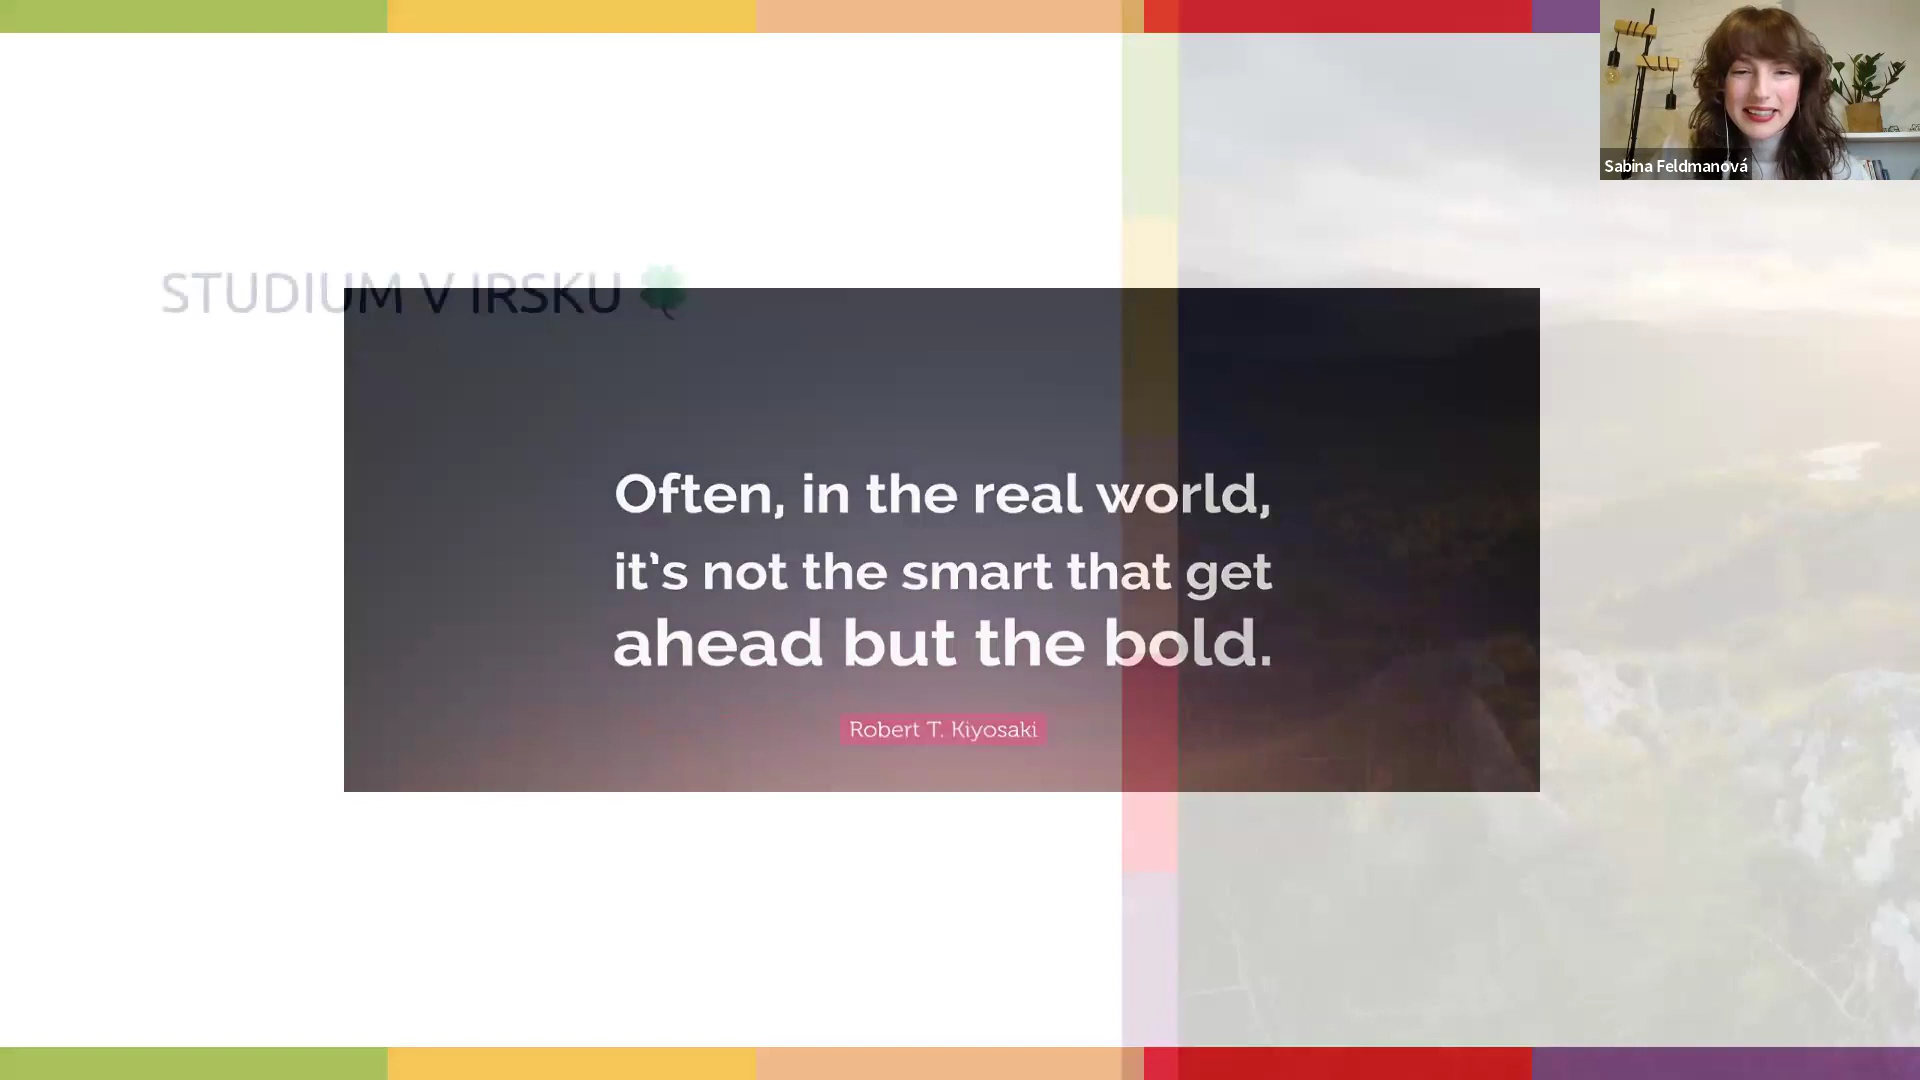 Sabina Feldmanová
STUDIUM V IRSKU
Often, in the real world,
it’s not the smart that get
ahead but the bold.
Robert T. Kiyosaki